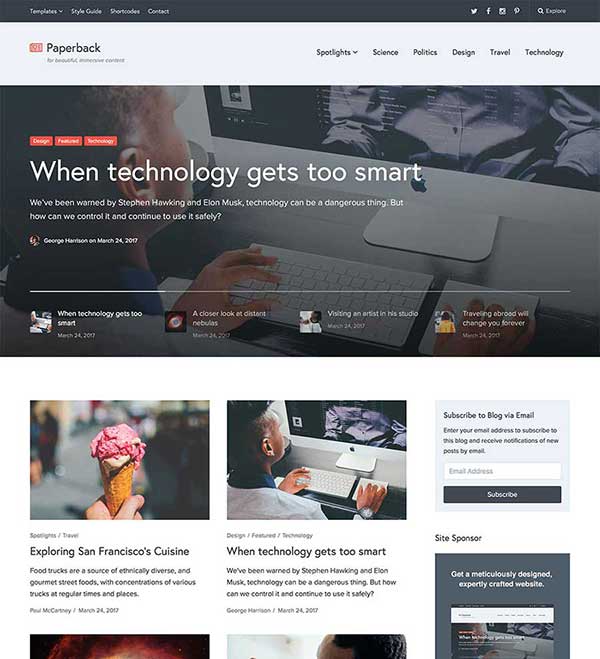 Templates Style Guide Shortcodes Contact
Explore
Paperback
for beautiful, immersive content
Spotlights Science Politics Design Travel Technology
Design Featured Technology
When technology gets too smart
We've been warned by Stephen Hawking and Elon Musk, technology can be a dangerous thing. But
how can we control it and continue to use it safely?
George Harrison on March 24, 2017
When technology gets too
smart
March 24, 2017
A closer look at distant
nebulas
March 24, 2017
Visiting an artist in his studio
March 24, 2017
Traveling abroad will
change you forever
March 24, 2017
Spotlights / Travel
Exploring San Francisco's Cuisine
Food trucks are a source of ethnically diverse, and
gourmet street foods, with concentrations of various
trucks at regular times and places.
Paul McCartney / March 24, 2017
Design / Featured / Technology
When technology gets too smart
We've been warned by Stephen Hawking and Elon Musk,
technology can be a dangerous thing. But how can we
control it and continue to use it safely?
George Harrison / March 24, 2017
Subscribe to Blog via Email
Enter your email address to subscribe to
this blog and receive notifications of new
posts by email.
Email Address
Subscribe
Site Sponsor
Get a meticulously designed,
expertly crafted website.
Paperback
When technology gets too smart